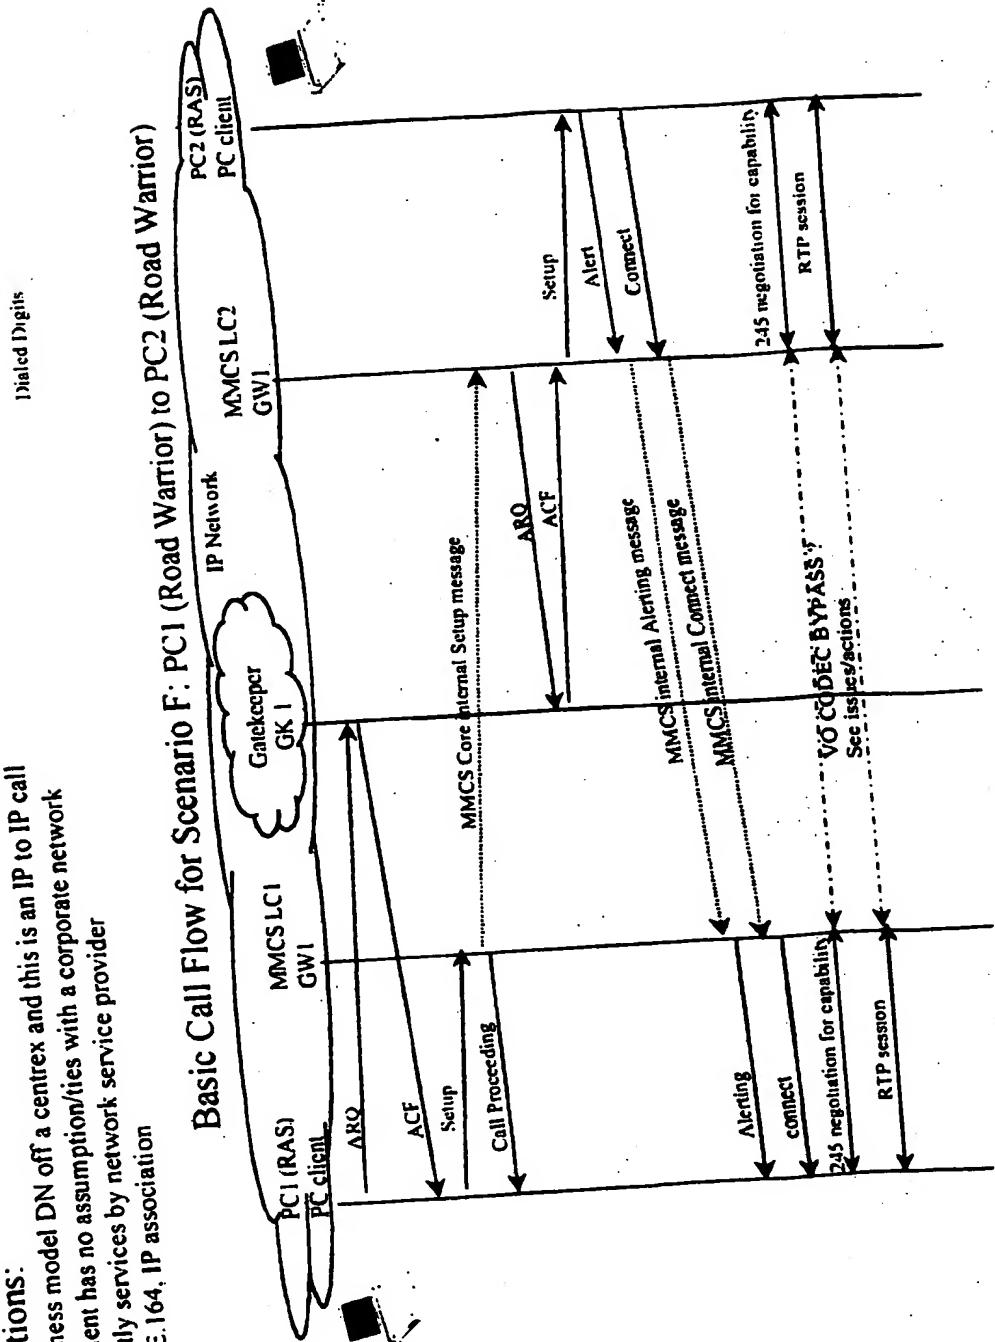 tions:
ness model DN off a centrex and this is an IP to IP call
ent has no assumption/ties with a corporate network
tly services by network service provider
E.164, IP association
Dialed Digits
Basic Call Flow for Scenario F: PC1 (Road Warrior) to PC2 (Road Warrior)
PC1 (RAS)
PC client
MMCS LC1
GW1
Gatekeeper
GK 1
IP Network
MMCS LC2
GW1
PC2 (RAS)
PC client
ARQ
ACF
Setup
Call Proceeding
MMCS Core internal Setup message
ARQ
ACF
Setup
Alert
Connect
MMCS internal Alerting message
MMCS internal Connect message
Alerting
connect
245 negotiation for capability
245 negotiation for capability
VO CODEC BYPASS ?
See issues/actions
RTP session
RTP session